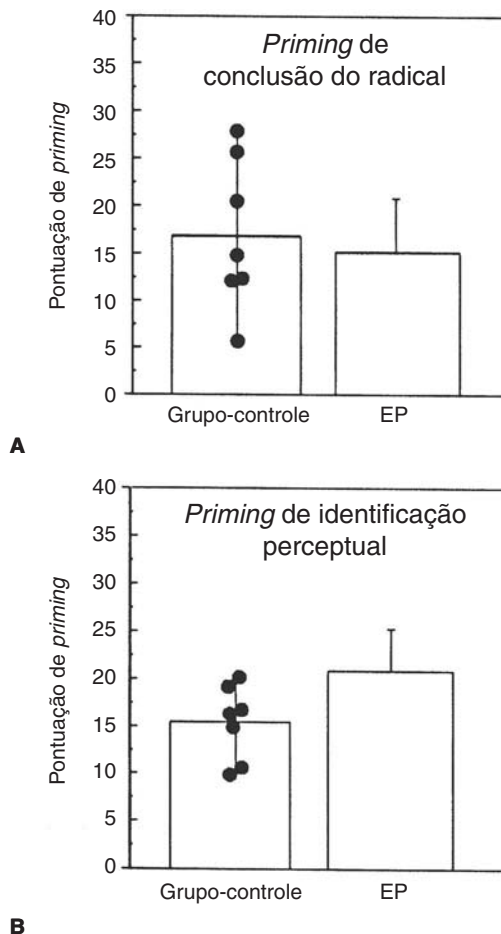 Priming de
conclusão do radical
Pontuação de priming
40
35
30
25
20
15
10
5
0
Grupo-controle EP
A
Priming de identificação
perceptual
Pontuação de priming
40
35
30
25
20
15
10
5
0
Grupo-controle EP
B